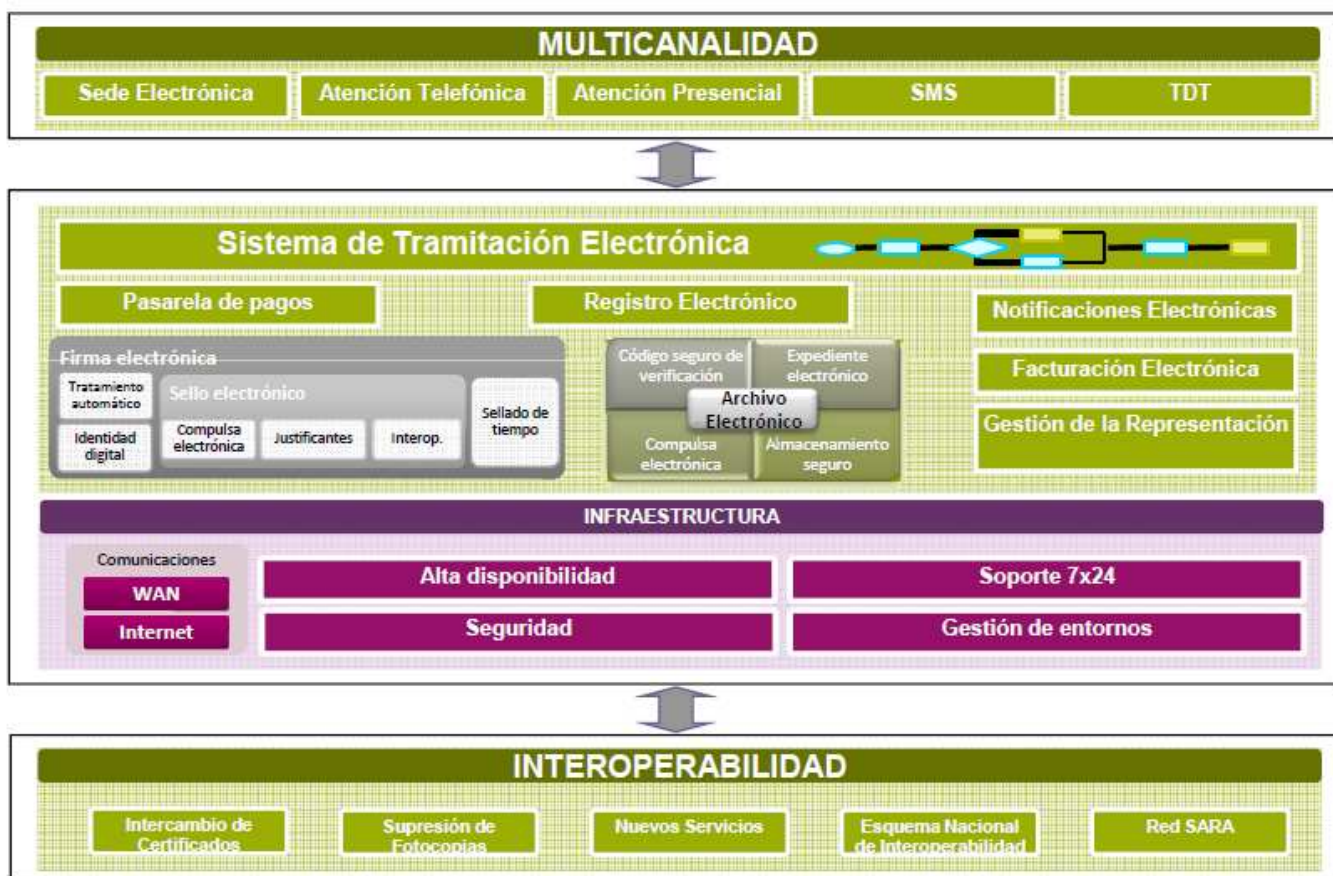 MULTICANALIDAD
Sede Electrónica
Atención Telefónica
Atención Presencial
SMS
TDT
Sistema de Tramitación Electrónica
Pasarela de pagos
Registro Electrónico
Notificaciones Electrónicas
Facturación Electrónica
Gestión de la Representación
Firma electrónica
Tratamiento
automático
Identidad
digital
Sello electrónico
Compulsa
electrónica
Justificantes
Interop.
Sellado de
tiempo
Código seguro de
verificación
Expediente
electrónico
Archivo
Electrónico
Compulsa
electrónica
Almacenamiento
seguro
INFRAESTRUCTURA
Comunicaciones
WAN
Internet
Alta disponibilidad
Soporte 7x24
Seguridad
Gestión de entornos
INTEROPERABILIDAD
Intercambio de
Certificados
Supresión de
Fotocopias
Nuevos Servicios
Esquema Nacional
de Interoperabilidad
Red SARA